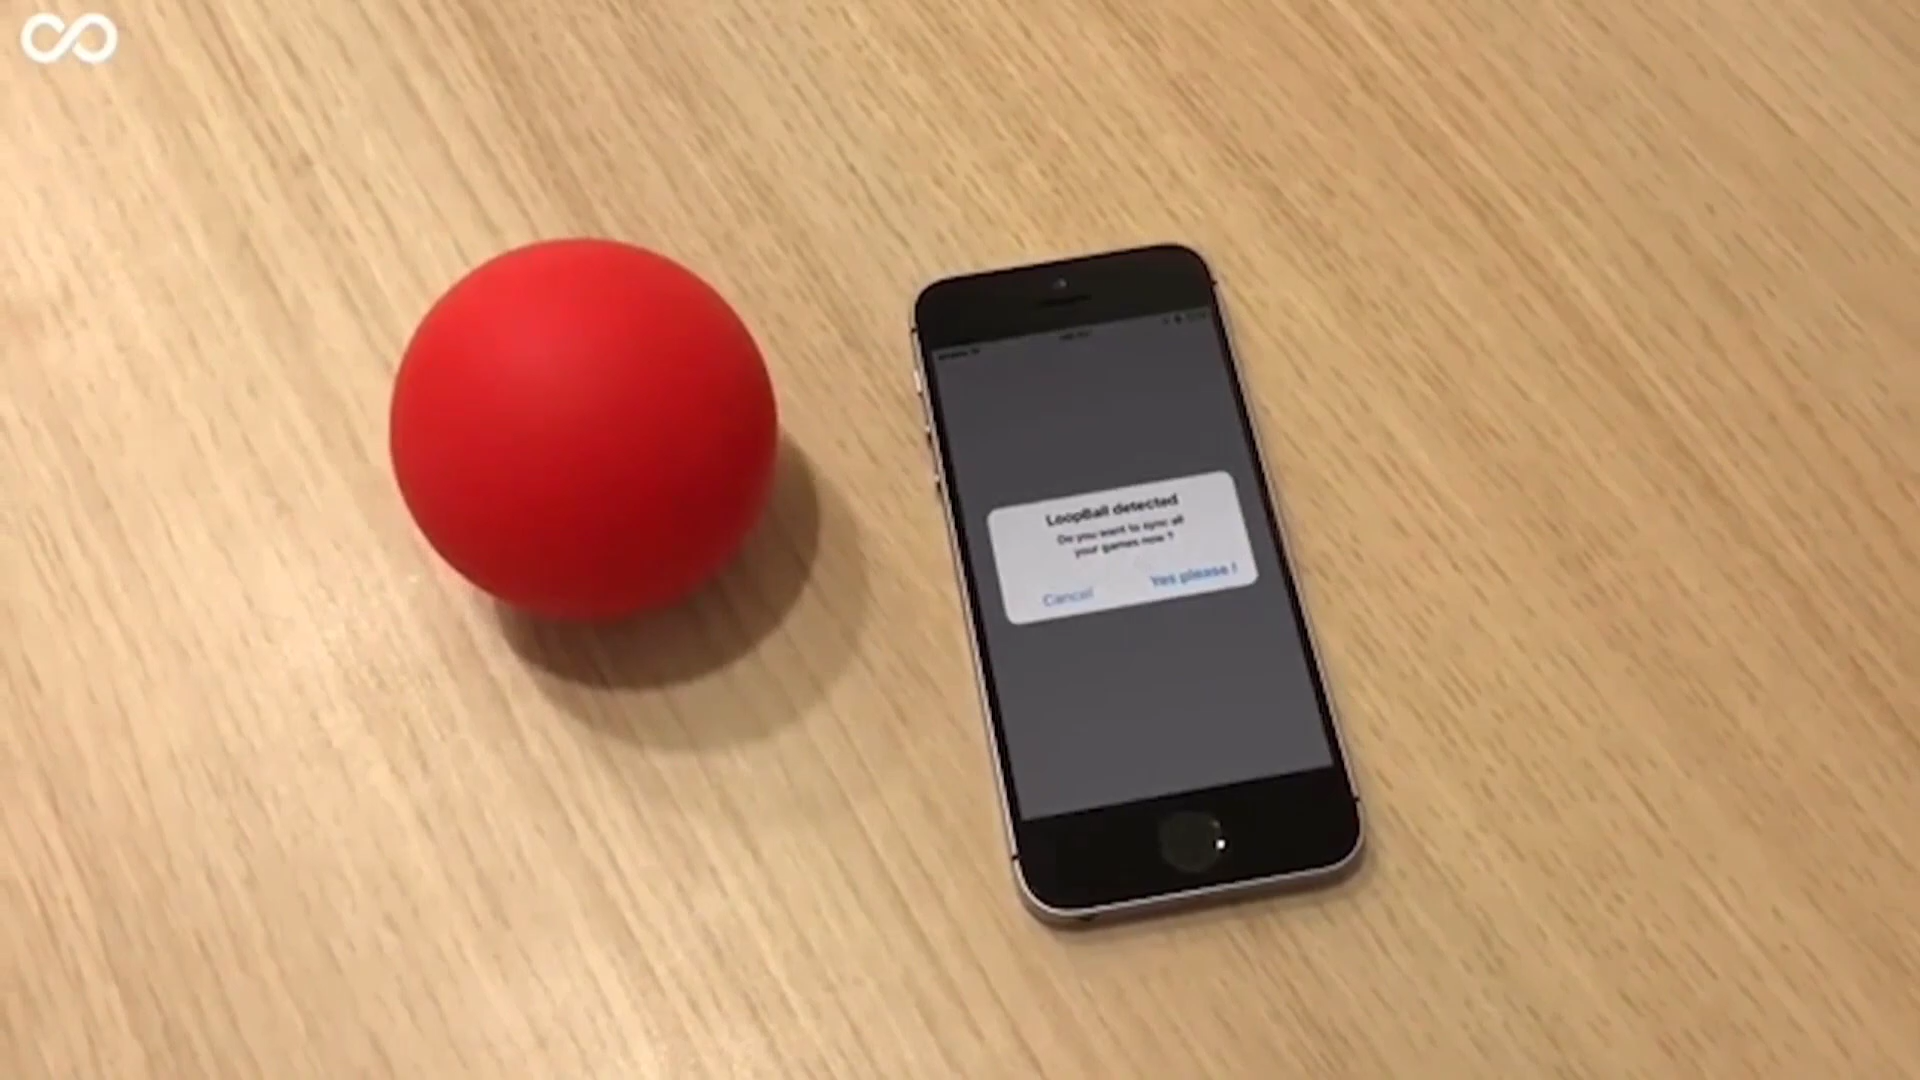 LoopBall detected
Do you want to sync all
your games now ?
Cancel
Yes please !